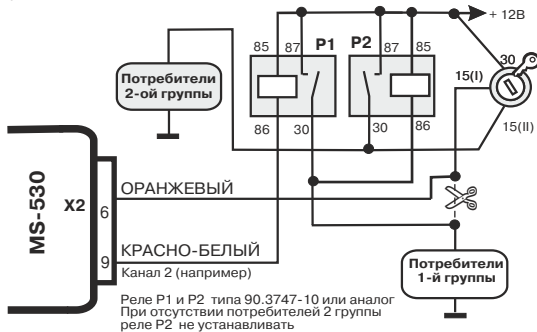 + 12В
85
87
P1
P2
87
85
30
15(I)
Потребители
2-ой группы
86
30
30
86
15(II)
MS-530
X2
6
ОРАНЖЕВЫЙ
9
КРАСНО-БЕЛЫЙ
Канал 2 (например)
Потребители
1-й группы
Реле Р1 и Р2 типа 90.3747-10 или аналог
При отсутствии потребителей 2 группы
реле Р2 не устанавливать